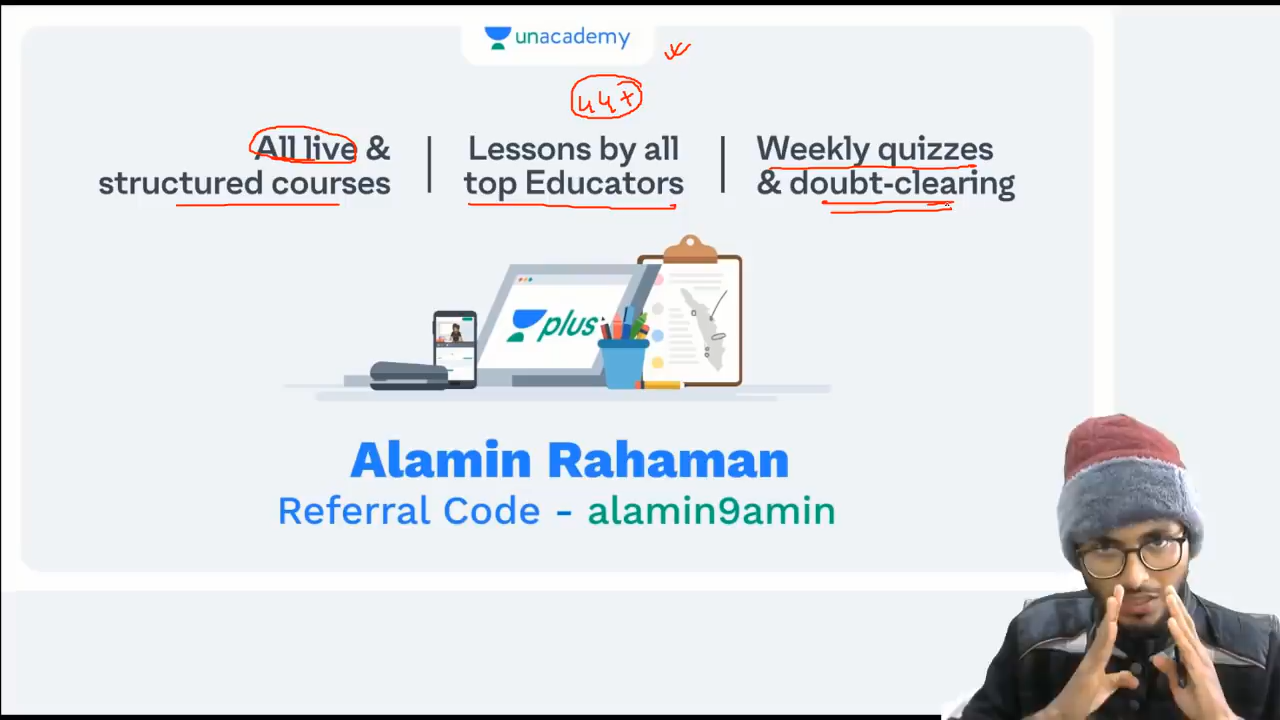 unacademy
44+
All live &
structured courses
Lessons by all
top Educators
Weekly quizzes
& doubt-clearing
plus
Alamin Rahaman
Referral Code - alamin9amin